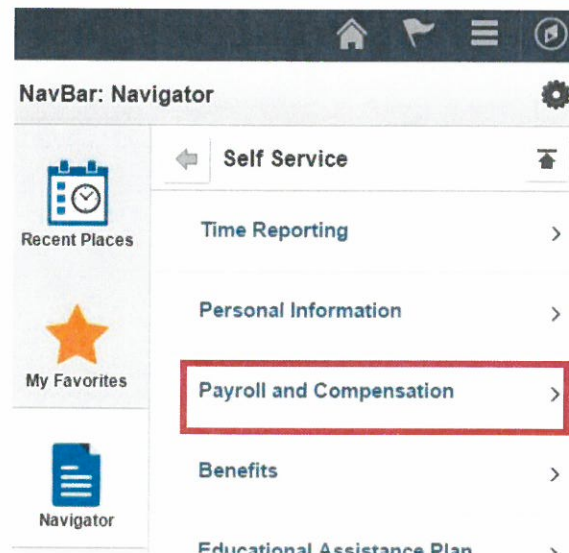 NavBar: Navigator
Self Service
Recent Places
Time Reporting
Personal Information
My Favorites
Payroll and Compensation
Benefits
Navigator
Educational Assistance Plan